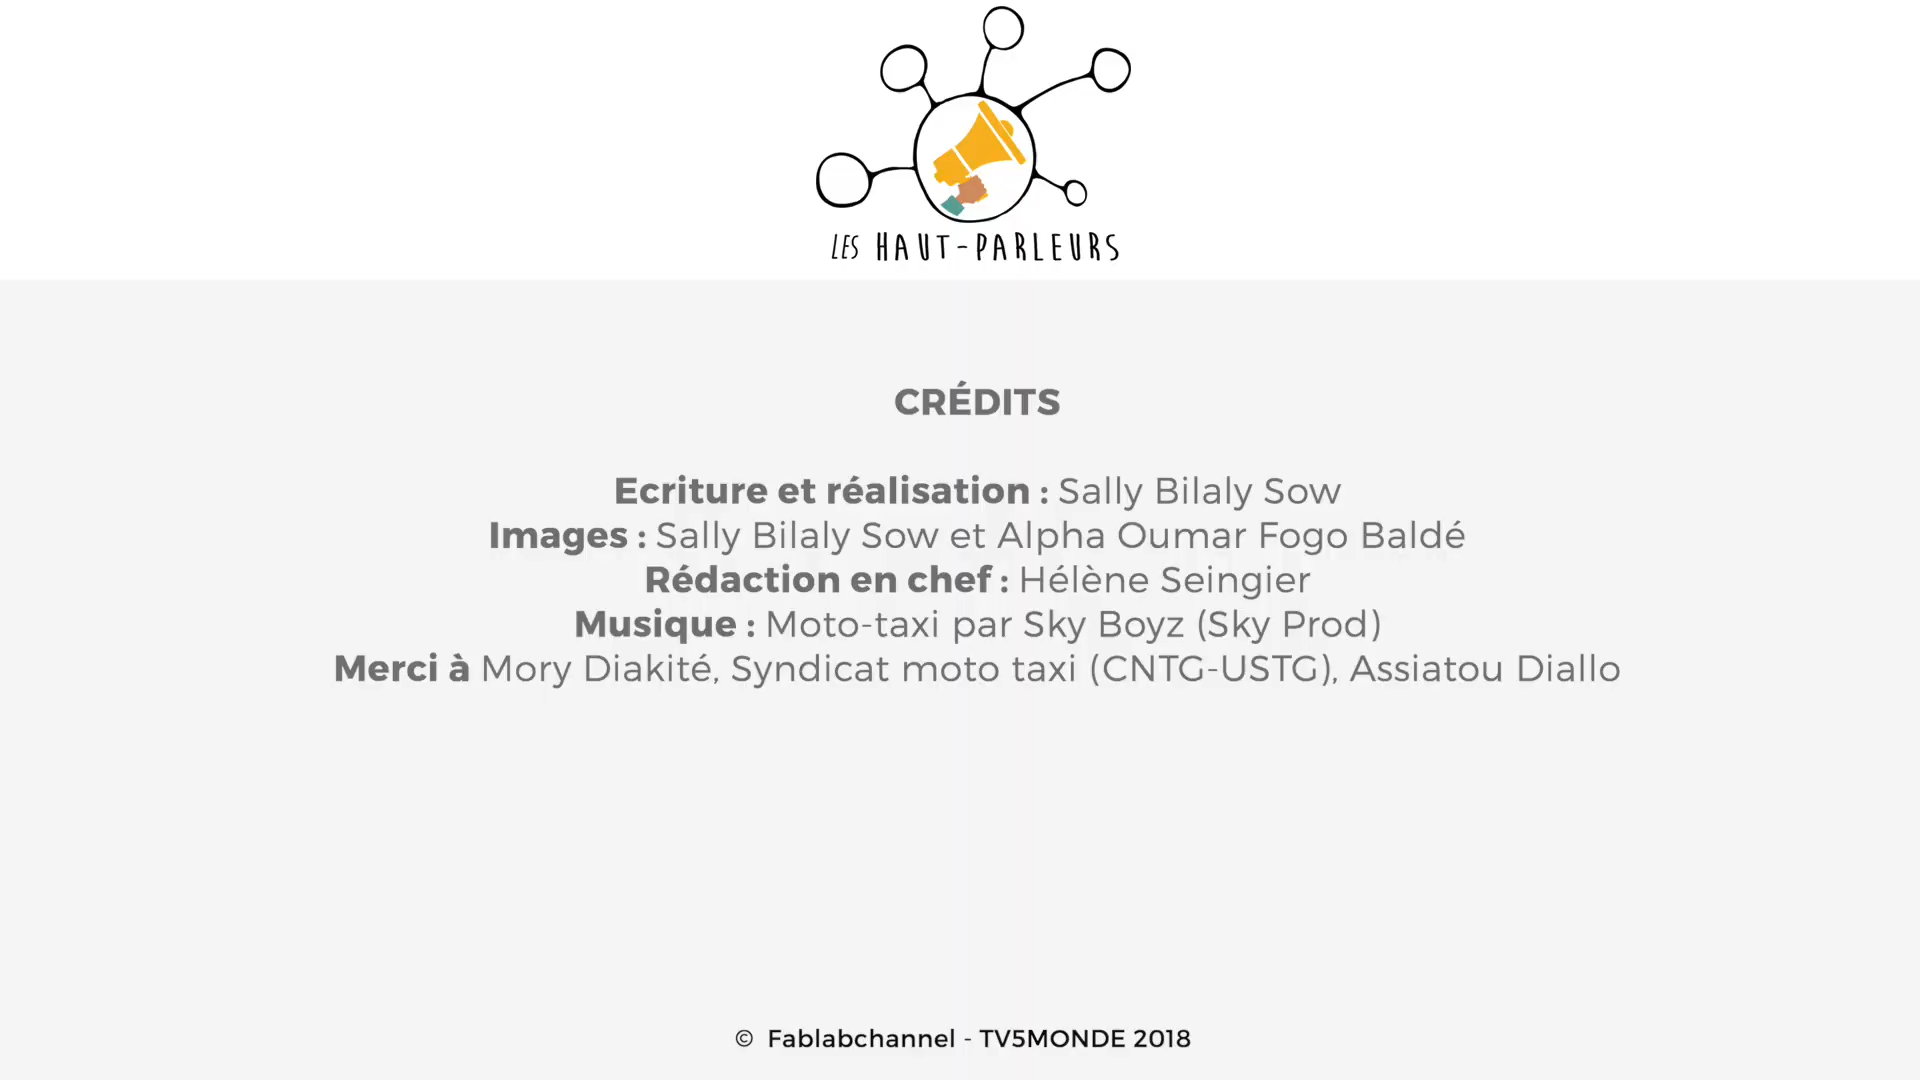 LES HAUT-PARLEURS
CRÉDITS
Ecriture et réalisation : Sally Bilaly Sow
Images : Sally Bilaly Sow et Alpha Oumar Fogo Baldé
Rédaction en chef : Hélène Seingier
Musique : Moto-taxi par Sky Boyz (Sky Prod)
Merci à Mory Diakité, Syndicat moto taxi (CNTG-USTG), Assiatou Diallo
© Fablabchannel - TV5MONDE 2018